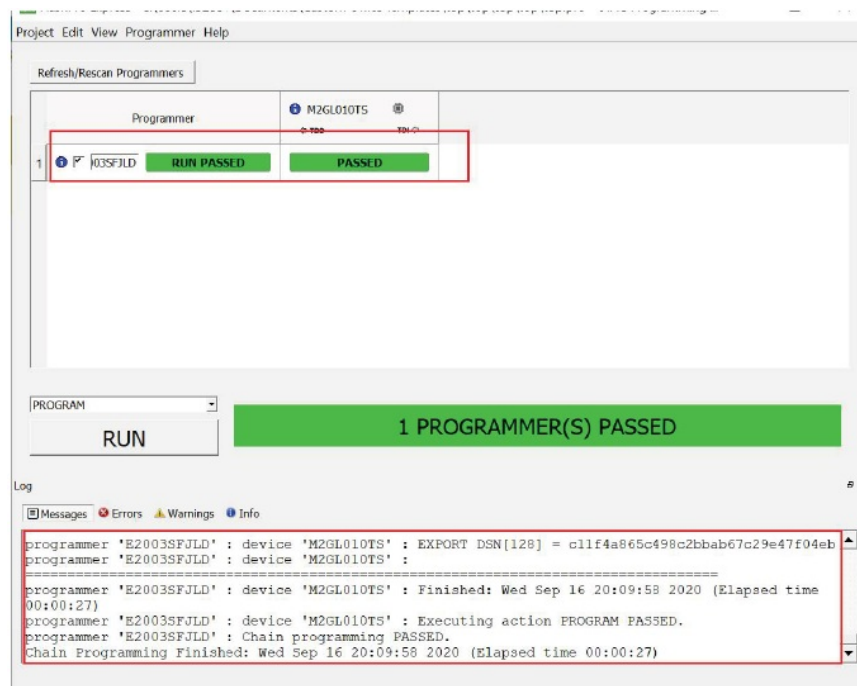 Project Edit View Programmer Help
Refresh/Rescan Programmers
Programmer
M2GL010TS
TDO TDI
1 03SFJLD RUN PASSED PASSED
PROGRAM
RUN
1 PROGRAMMER(S) PASSED
Log
Messages Errors Warnings Info
programmer 'E2003SFJLD' : device 'M2GL010TS' : EXPORT DSN[128] = c11f4a865c498c2bbab67c29e47f04eb
programmer 'E2003SFJLD' : device 'M2GL010TS' :
=====================================================================================
programmer 'E2003SFJLD' : device 'M2GL010TS' : Finished: Wed Sep 16 20:09:58 2020 (Elapsed time
00:00:27)
programmer 'E2003SFJLD' : device 'M2GL010TS' : Executing action PROGRAM PASSED.
programmer 'E2003SFJLD' : Chain programming PASSED.
Chain Programming Finished: Wed Sep 16 20:09:58 2020 (Elapsed time 00:00:27)